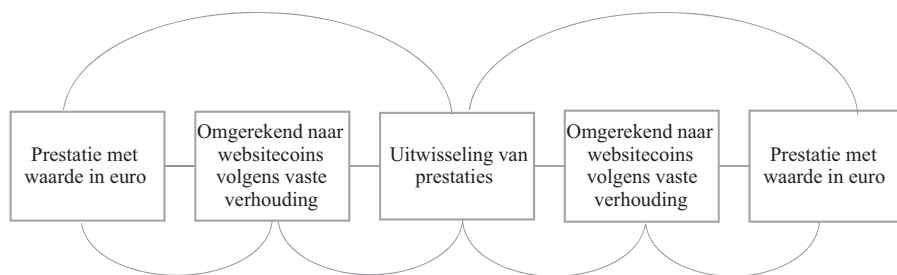 Prestatie met
waarde in euro
Omgerekend naar
websitecoins
volgens vaste
verhouding
Uitwisseling van
prestaties
Omgerekend naar
websitecoins
volgens vaste
verhouding
Prestatie met
waarde in euro